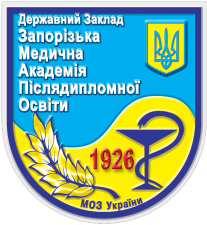 Державний Заклад
Запорізька
Медична
Академія
Післядипломної
Освіти
1926
МОЗ України